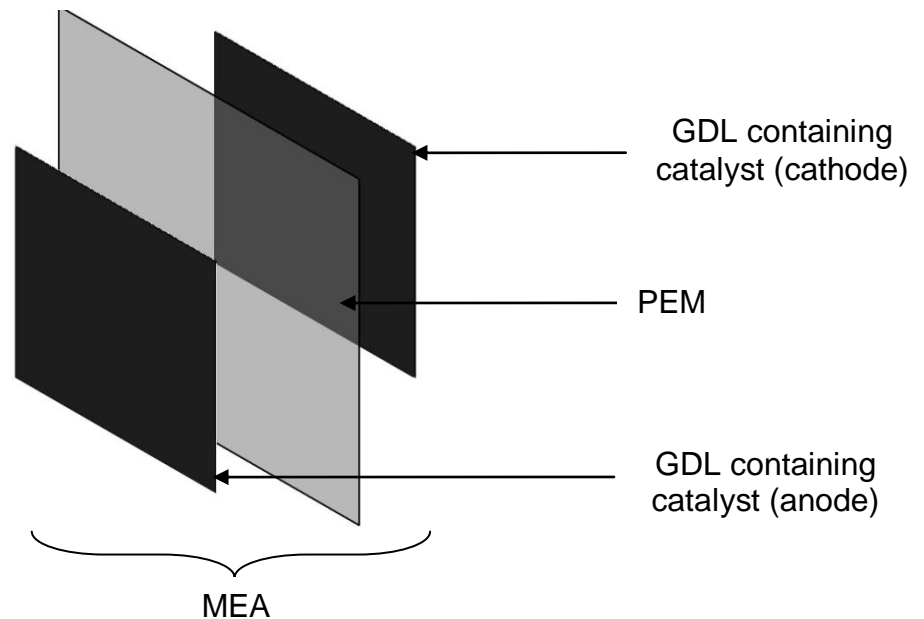 GDL containing
catalyst (cathode)
PEM
GDL containing
catalyst (anode)
MEA